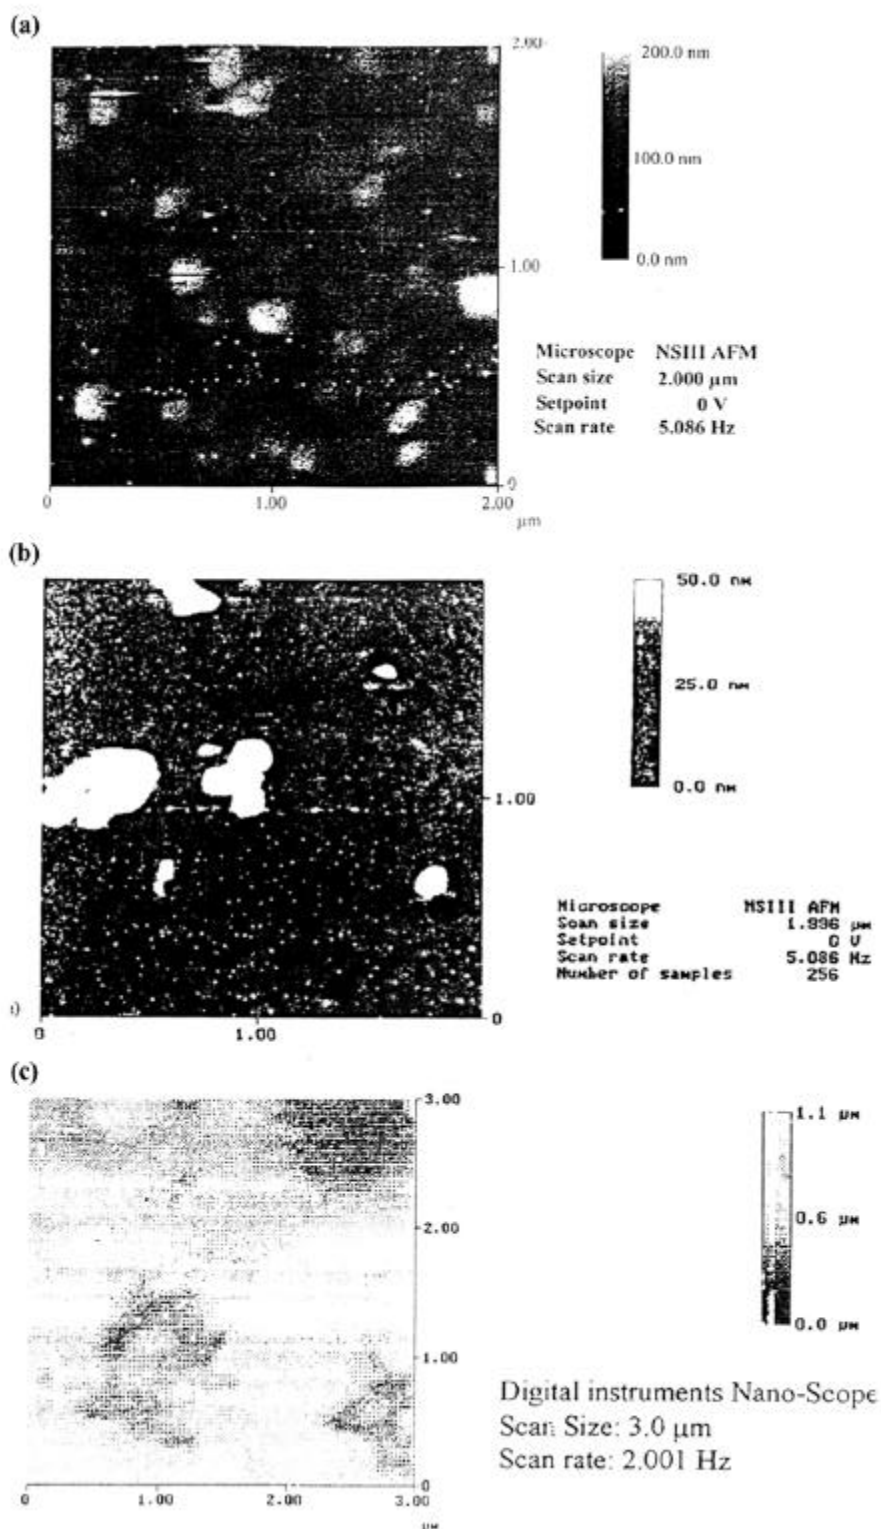 (a)
2.00
200.0 nm
100.0 nm
1.00
0.0 nm
Microscope NSIII AFM
Scan size 2.000 µm
Setpoint 0 V
Scan rate 5.086 Hz
0
0 1.00 2.00
µm
(b)
50.0 nm
25.0 nm
1.00
0.0 nm
Microscope NSIII AFM
Scan size 1.996 µm
Setpoint 0 V
Scan rate 5.086 Hz
Number of samples 256
0
0 1.00
(c)
3.00
1.1 µm
2.00
0.6 µm
0.0 µm
1.00
Digital instruments Nano-Scope
Scan Size: 3.0 µm
Scan rate: 2.001 Hz
0
0 1.00 2.00 3.00
µm